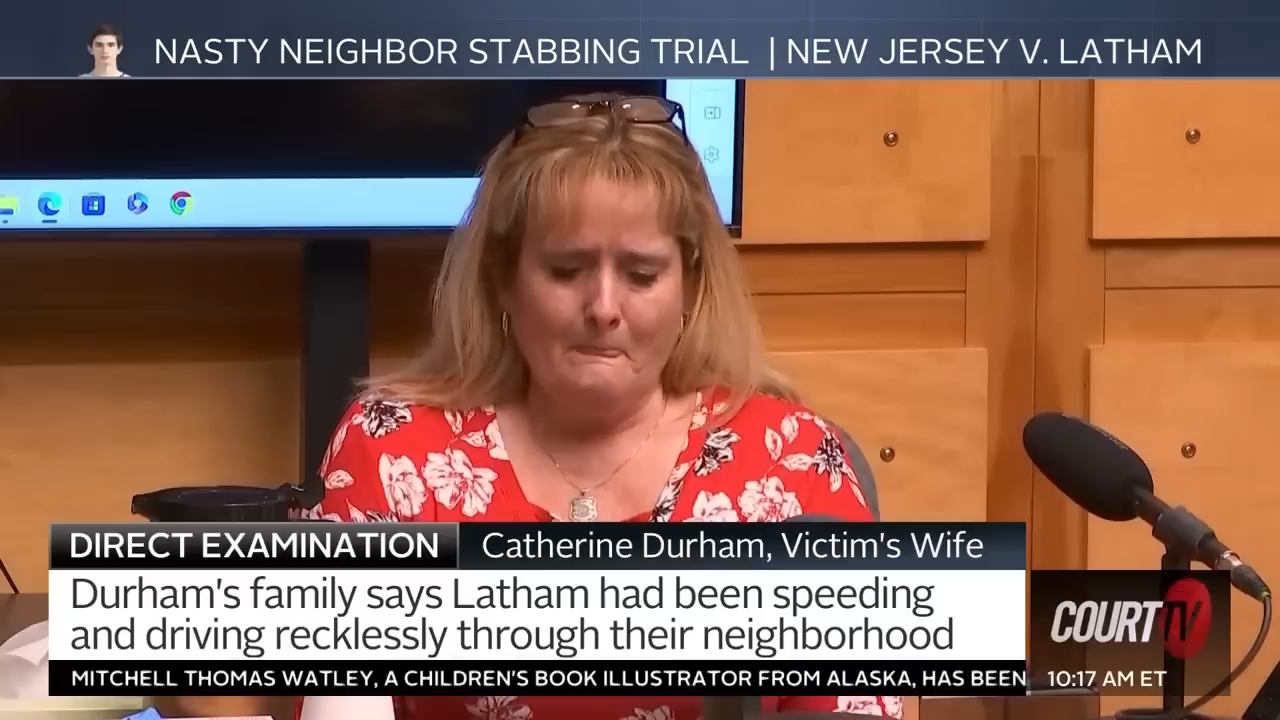 NASTY NEIGHBOR STABBING TRIAL | NEW JERSEY V. LATHAM
DIRECT EXAMINATION
Catherine Durham, Victim's Wife
Durham's family says Latham had been speeding
and driving recklessly through their neighborhood
COURT TV
MITCHELL THOMAS WATLEY, A CHILDREN'S BOOK ILLUSTRATOR FROM ALASKA, HAS BEEN
10:17 AM ET